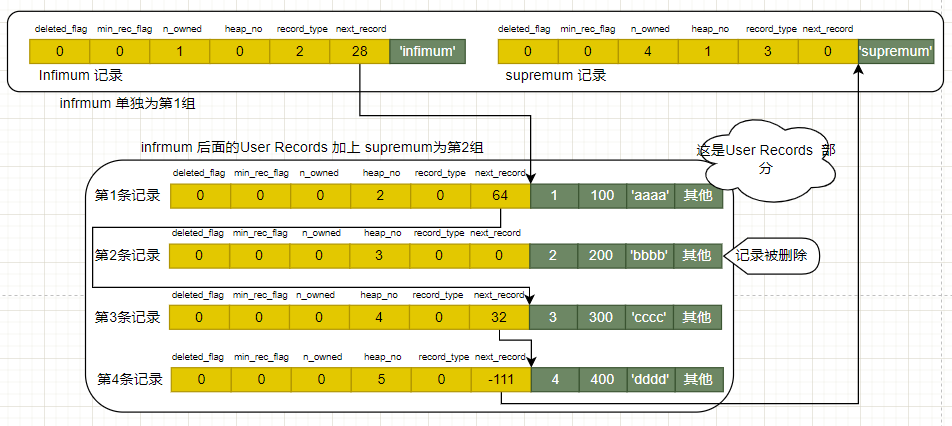 deleted_flag min_rec_flag n_owned heap_no record_type next_record
0 0 1 0 2 28 'infimum'
Infimum 记录
deleted_flag min_rec_flag n_owned heap_no record_type next_record
0 0 4 1 3 0 'supremum'
supremum 记录
infrmum 单独为第1组
infrmum 后面的User Records 加上 supremum为第2组
这是User Records 部
分
deleted_flag min_rec_flag n_owned heap_no record_type next_record
第1条记录 0 0 0 2 0 64 1 100 'aaaa' 其他
deleted_flag min_rec_flag n_owned heap_no record_type next_record
第2条记录 0 0 0 3 0 0 2 200 'bbbb' 其他
记录被删除
deleted_flag min_rec_flag n_owned heap_no record_type next_record
第3条记录 0 0 0 4 0 32 3 300 'cccc' 其他
deleted_flag min_rec_flag n_owned heap_no record_type next_record
第4条记录 0 0 0 5 0 -111 4 400 'dddd' 其他